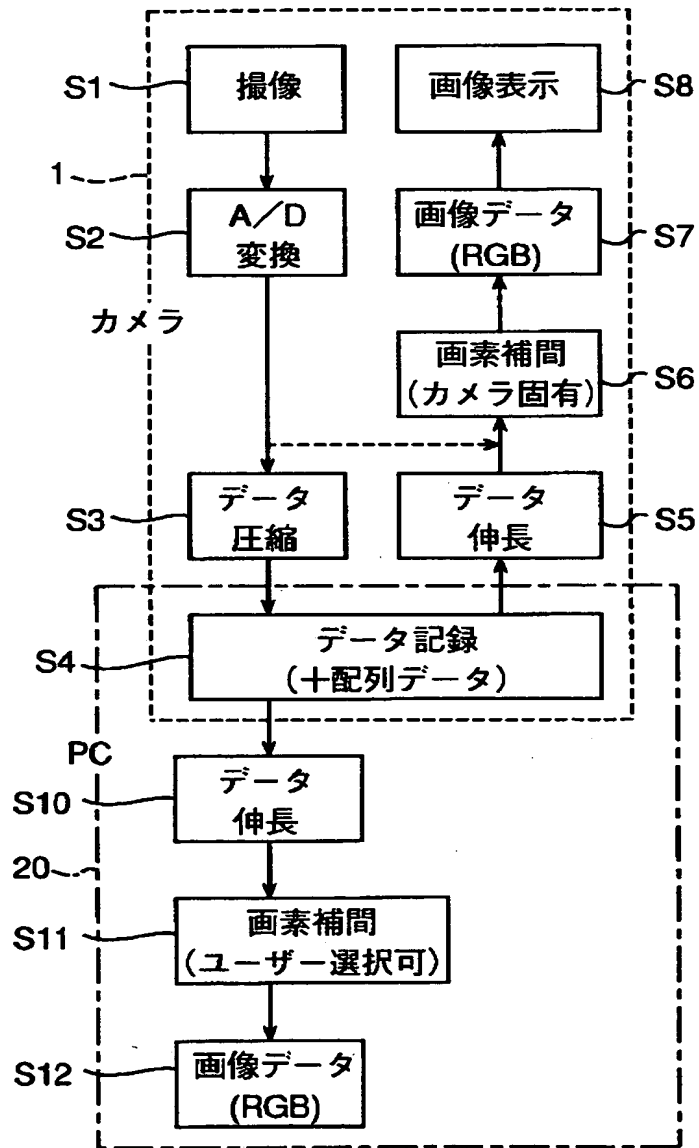 S1
撮像
画像表示
S8
1
S2
A/D
変換
画像データ
(RGB)
S7
カメラ
画素補間
(カメラ固有)
S6
S3
データ
圧縮
データ
伸長
S5
S4
データ記録
(+配列データ)
PC
S10
データ
伸長
20
S11
画素補間
(ユーザー選択可)
S12
画像データ
(RGB)